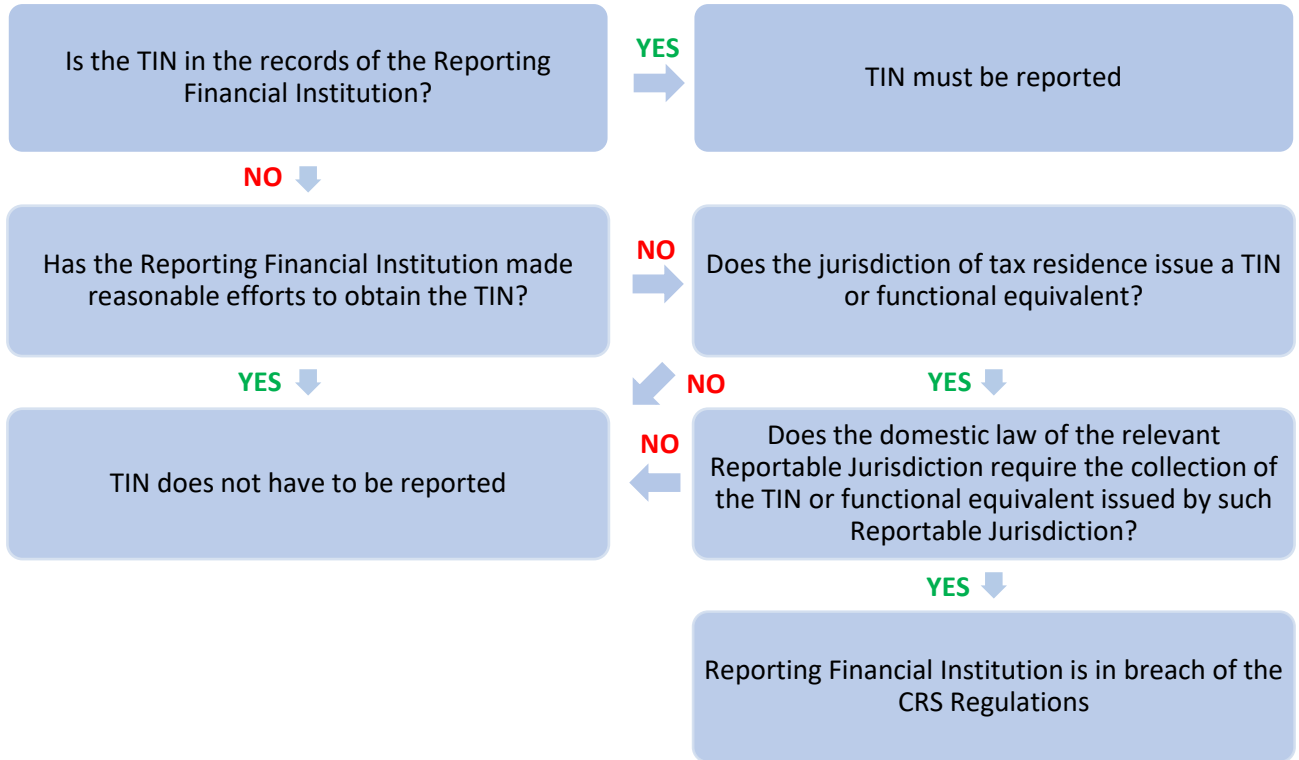 Is the TIN in the records of the Reporting
Financial Institution?
YES
TIN must be reported
NO
Has the Reporting Financial Institution made
reasonable efforts to obtain the TIN?
NO
Does the jurisdiction of tax residence issue a TIN
or functional equivalent?
YES
NO
YES
TIN does not have to be reported
NO
Does the domestic law of the relevant
Reportable Jurisdiction require the collection of
the TIN or functional equivalent issued by such
Reportable Jurisdiction?
YES
Reporting Financial Institution is in breach of the
CRS Regulations